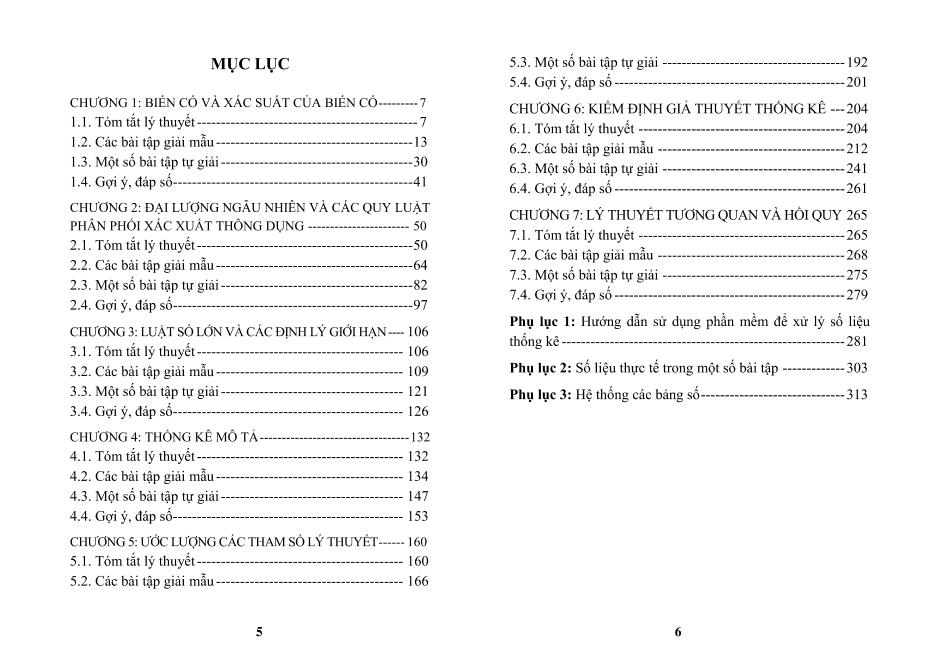 MỤC LỤC
CHƯƠNG 1: BIẾN CỐ VÀ XÁC SUẤT CỦA BIẾN CỐ---------7
1.1. Tóm tắt lý thuyết----------------------------------------------7
1.2. Các bài tập giải mẫu-----------------------------------------13
1.3. Một số bài tập tự giải----------------------------------------30
1.4. Gợi ý, đáp số--------------------------------------------------41
CHƯƠNG 2: ĐẠI LƯỢNG NGẪU NHIÊN VÀ CÁC QUY LUẬT
PHÂN PHỐI XÁC XUẤT THÔNG DỤNG --------------------- 50
2.1. Tóm tắt lý thuyết---------------------------------------------50
2.2. Các bài tập giải mẫu-----------------------------------------64
2.3. Một số bài tập tự giải----------------------------------------82
2.4. Gợi ý, đáp số--------------------------------------------------97
CHƯƠNG 3: LUẬT SỐ LỚN VÀ CÁC ĐỊNH LÝ GIỚI HẠN---- 106
3.1. Tóm tắt lý thuyết------------------------------------------- 106
3.2. Các bài tập giải mẫu--------------------------------------- 109
3.3. Một số bài tập tự giải-------------------------------------- 121
3.4. Gợi ý, đáp số------------------------------------------------ 126
CHƯƠNG 4: THỐNG KÊ MÔ TẢ-----------------------------------132
4.1. Tóm tắt lý thuyết------------------------------------------- 132
4.2. Các bài tập giải mẫu--------------------------------------- 134
4.3. Một số bài tập tự giải-------------------------------------- 147
4.4. Gợi ý, đáp số------------------------------------------------ 153
CHƯƠNG 5: ƯỚC LƯỢNG CÁC THAM SỐ LÝ THUYẾT------ 160
5.1. Tóm tắt lý thuyết------------------------------------------- 160
5.2. Các bài tập giải mẫu--------------------------------------- 166
5
5.3. Một số bài tập tự giải --------------------------------------192
5.4. Gợi ý, đáp số------------------------------------------------201
CHƯƠNG 6: KIỂM ĐỊNH GIẢ THUYẾT THỐNG KÊ ---204
6.1. Tóm tắt lý thuyết -------------------------------------------204
6.2. Các bài tập giải mẫu ---------------------------------------212
6.3. Một số bài tập tự giải --------------------------------------241
6.4. Gợi ý, đáp số------------------------------------------------261
CHƯƠNG 7: LÝ THUYẾT TƯƠNG QUAN VÀ HỒI QUY 265
7.1. Tóm tắt lý thuyết -------------------------------------------265
7.2. Các bài tập giải mẫu ---------------------------------------268
7.3. Một số bài tập tự giải --------------------------------------275
7.4. Gợi ý, đáp số------------------------------------------------279
Phụ lục 1: Hướng dẫn sử dụng phần mềm để xử lý số liệu
thống kê-----------------------------------------------------------281
Phụ lục 2: Số liệu thực tế trong một số bài tập -------------303
Phụ lục 3: Hệ thống các bảng số------------------------------313
6